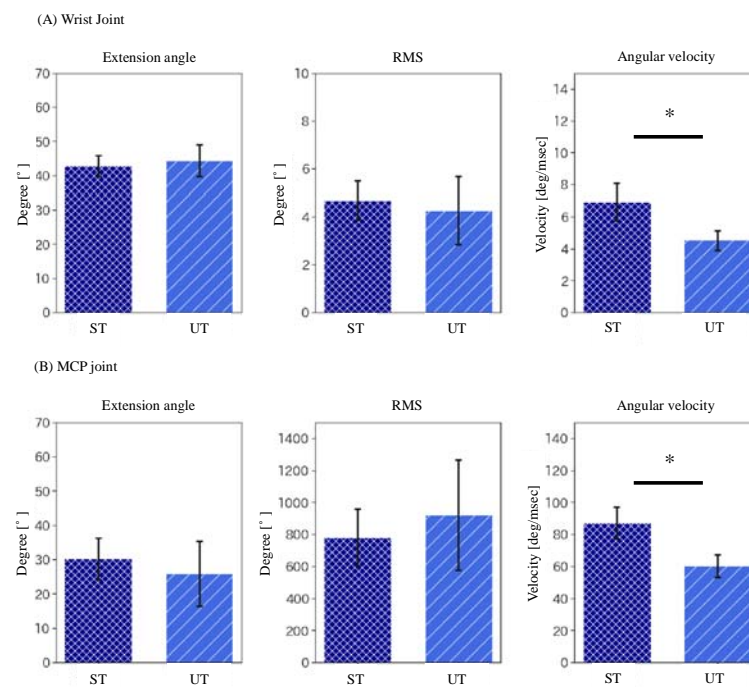 (A) Wrist Joint
Extension angle
RMS
Angular velocity
70
60
50
40
30
20
10
0
Degree [°]
ST
UT
10
8
6
4
2
0
Degree [°]
ST
UT
14
12
10
8
6
4
2
0
Velocity [deg/msec]
*
ST
UT
(B) MCP joint
Extension angle
RMS
Angular velocity
70
60
50
40
30
20
10
0
Degree [°]
ST
UT
1400
1200
1000
800
600
400
200
0
Degree [°]
ST
UT
140
120
100
80
60
40
20
0
Velocity [deg/msec]
*
ST
UT